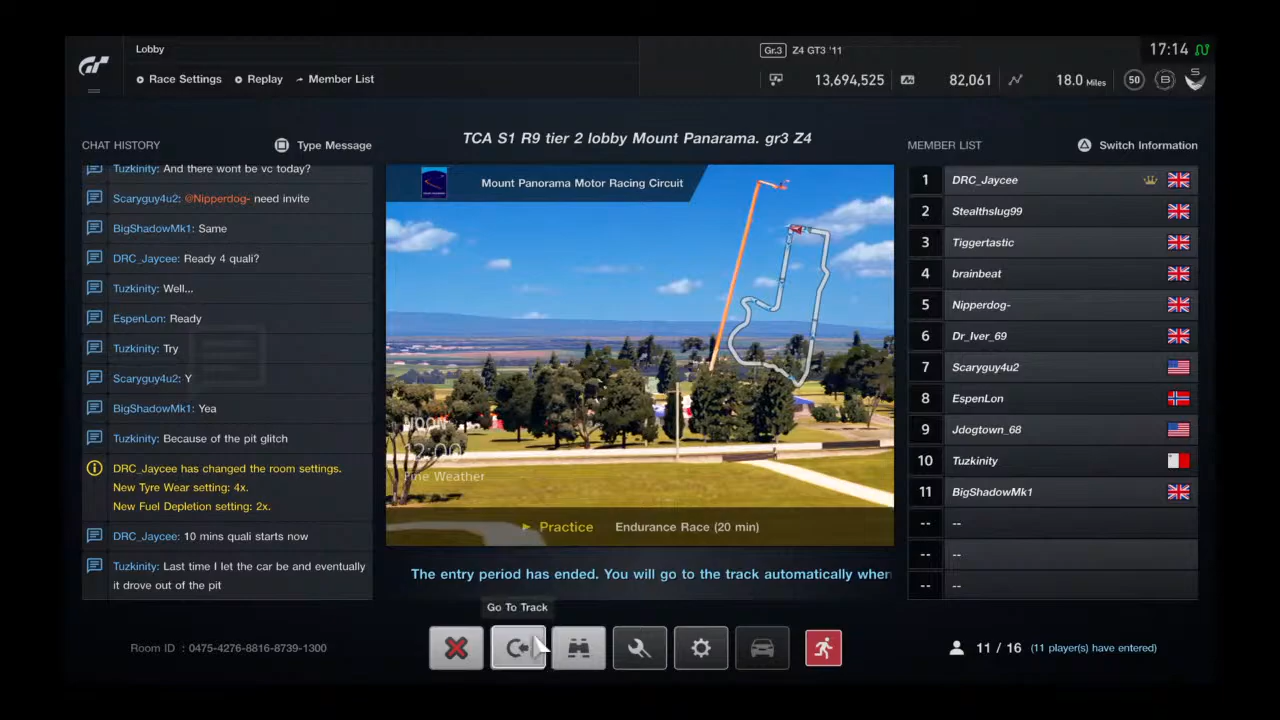 Lobby
Gr.3 Z4 GT3 '11
17:14
Race Settings Replay Member List
13,694,525 82,061 18.0 Miles 50 B S
TCA S1 R9 tier 2 lobby Mount Panarama. gr3 Z4
CHAT HISTORY Type Message
Tuzkinity: And there wont be vc today?
Scaryguy4u2: @Nipperdog- need invite
BigShadowMk1: Same
DRC_Jaycee: Ready 4 quali?
Tuzkinity: Well...
EspenLon: Ready
Tuzkinity: Try
Scaryguy4u2: Y
BigShadowMk1: Yea
Tuzkinity: Because of the pit glitch
DRC_Jaycee has changed the room settings.
New Tyre Wear setting: 4x.
New Fuel Depletion setting: 2x.
DRC_Jaycee: 10 mins quali starts now
Tuzkinity: Last time I let the car be and eventually
it drove out of the pit
Mount Panorama Motor Racing Circuit
NOON
12:00
Fine Weather
Practice Endurance Race (20 min)
The entry period has ended. You will go to the track automatically when
MEMBER LIST Switch Information
1 DRC_Jaycee
2 Stealthslug99
3 Tiggertastic
4 brainbeat
5 Nipperdog-
6 Dr_Iver_69
7 Scaryguy4u2
8 EspenLon
9 Jdogtown_68
10 Tuzkinity
11 BigShadowMk1
-- --
-- --
-- --
Go To Track
Room ID : 0475-4276-8816-8739-1300
11 / 16 (11 player(s) have entered)